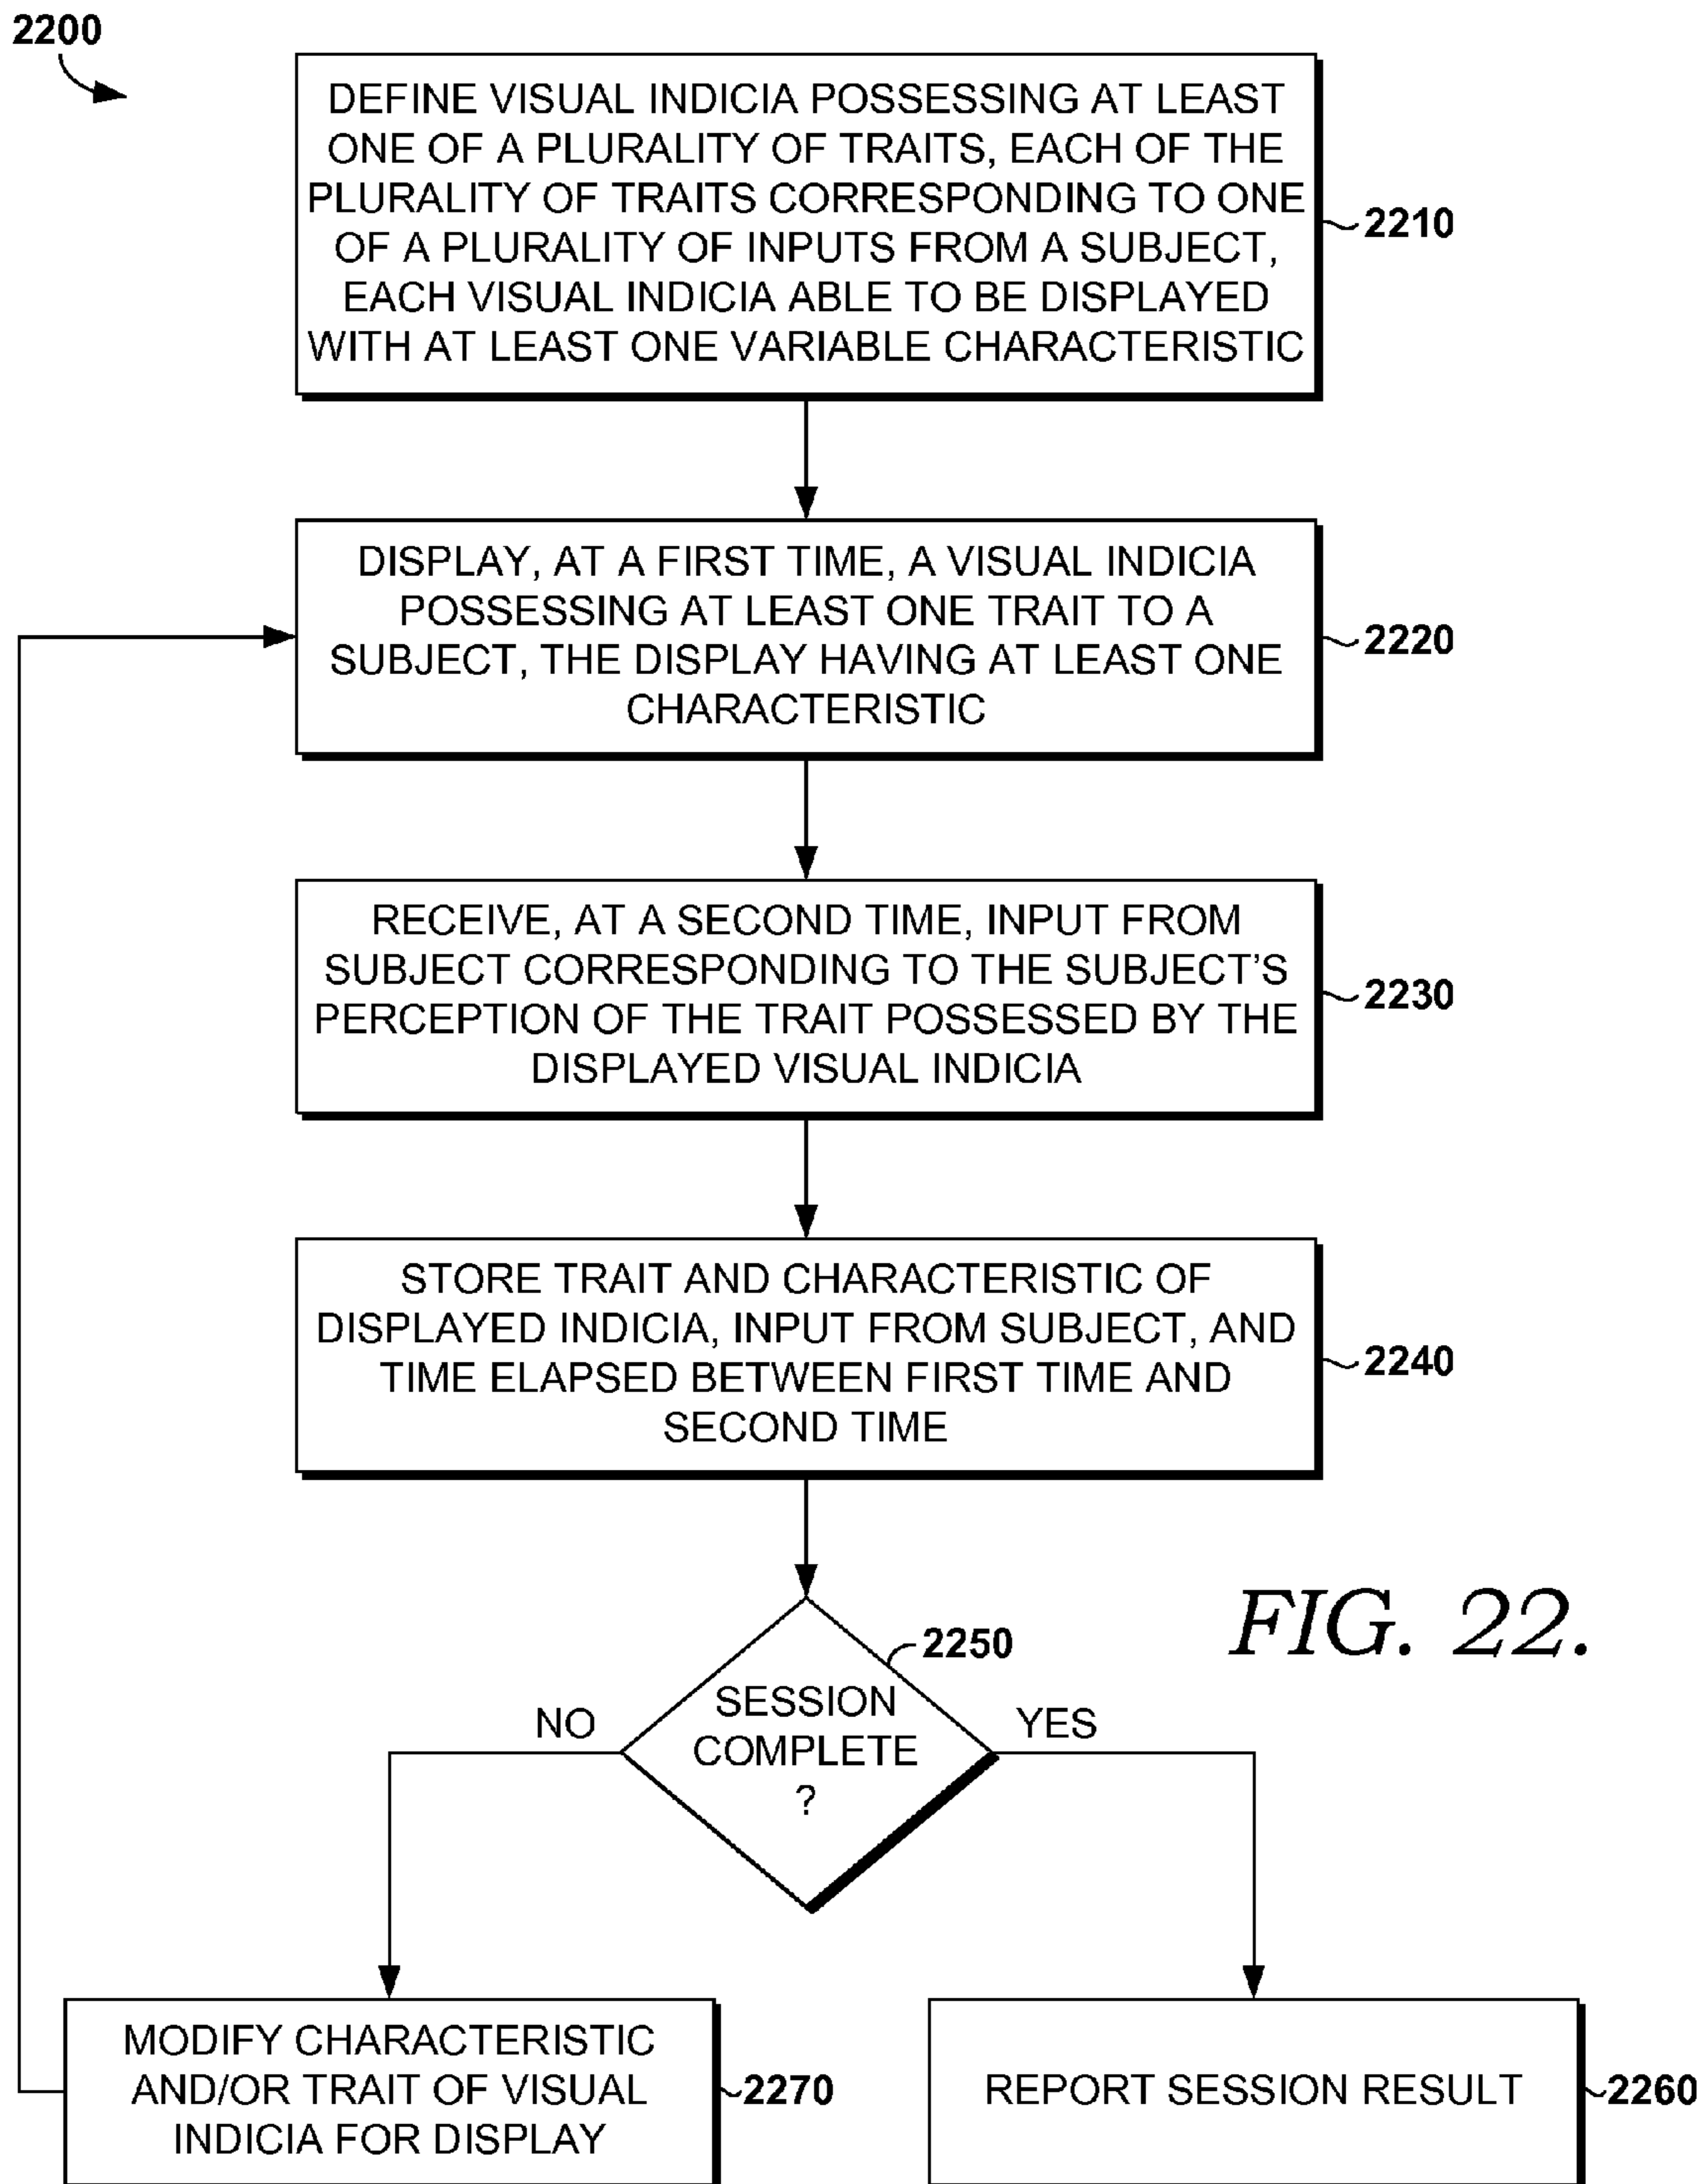 2200
DEFINE VISUAL INDICIA POSSESSING AT LEAST
ONE OF A PLURALITY OF TRAITS, EACH OF THE
PLURALITY OF TRAITS CORRESPONDING TO ONE
OF A PLURALITY OF INPUTS FROM A SUBJECT,
EACH VISUAL INDICIA ABLE TO BE DISPLAYED
WITH AT LEAST ONE VARIABLE CHARACTERISTIC
2210
DISPLAY, AT A FIRST TIME, A VISUAL INDICIA
POSSESSING AT LEAST ONE TRAIT TO A
SUBJECT, THE DISPLAY HAVING AT LEAST ONE
CHARACTERISTIC
2220
RECEIVE, AT A SECOND TIME, INPUT FROM
SUBJECT CORRESPONDING TO THE SUBJECT'S
PERCEPTION OF THE TRAIT POSSESSED BY THE
DISPLAYED VISUAL INDICIA
2230
STORE TRAIT AND CHARACTERISTIC OF
DISPLAYED INDICIA, INPUT FROM SUBJECT, AND
TIME ELAPSED BETWEEN FIRST TIME AND
SECOND TIME
2240
FIG. 22.
2250
SESSION
COMPLETE
?
NO
YES
MODIFY CHARACTERISTIC
AND/OR TRAIT OF VISUAL
INDICIA FOR DISPLAY
2270
REPORT SESSION RESULT
2260